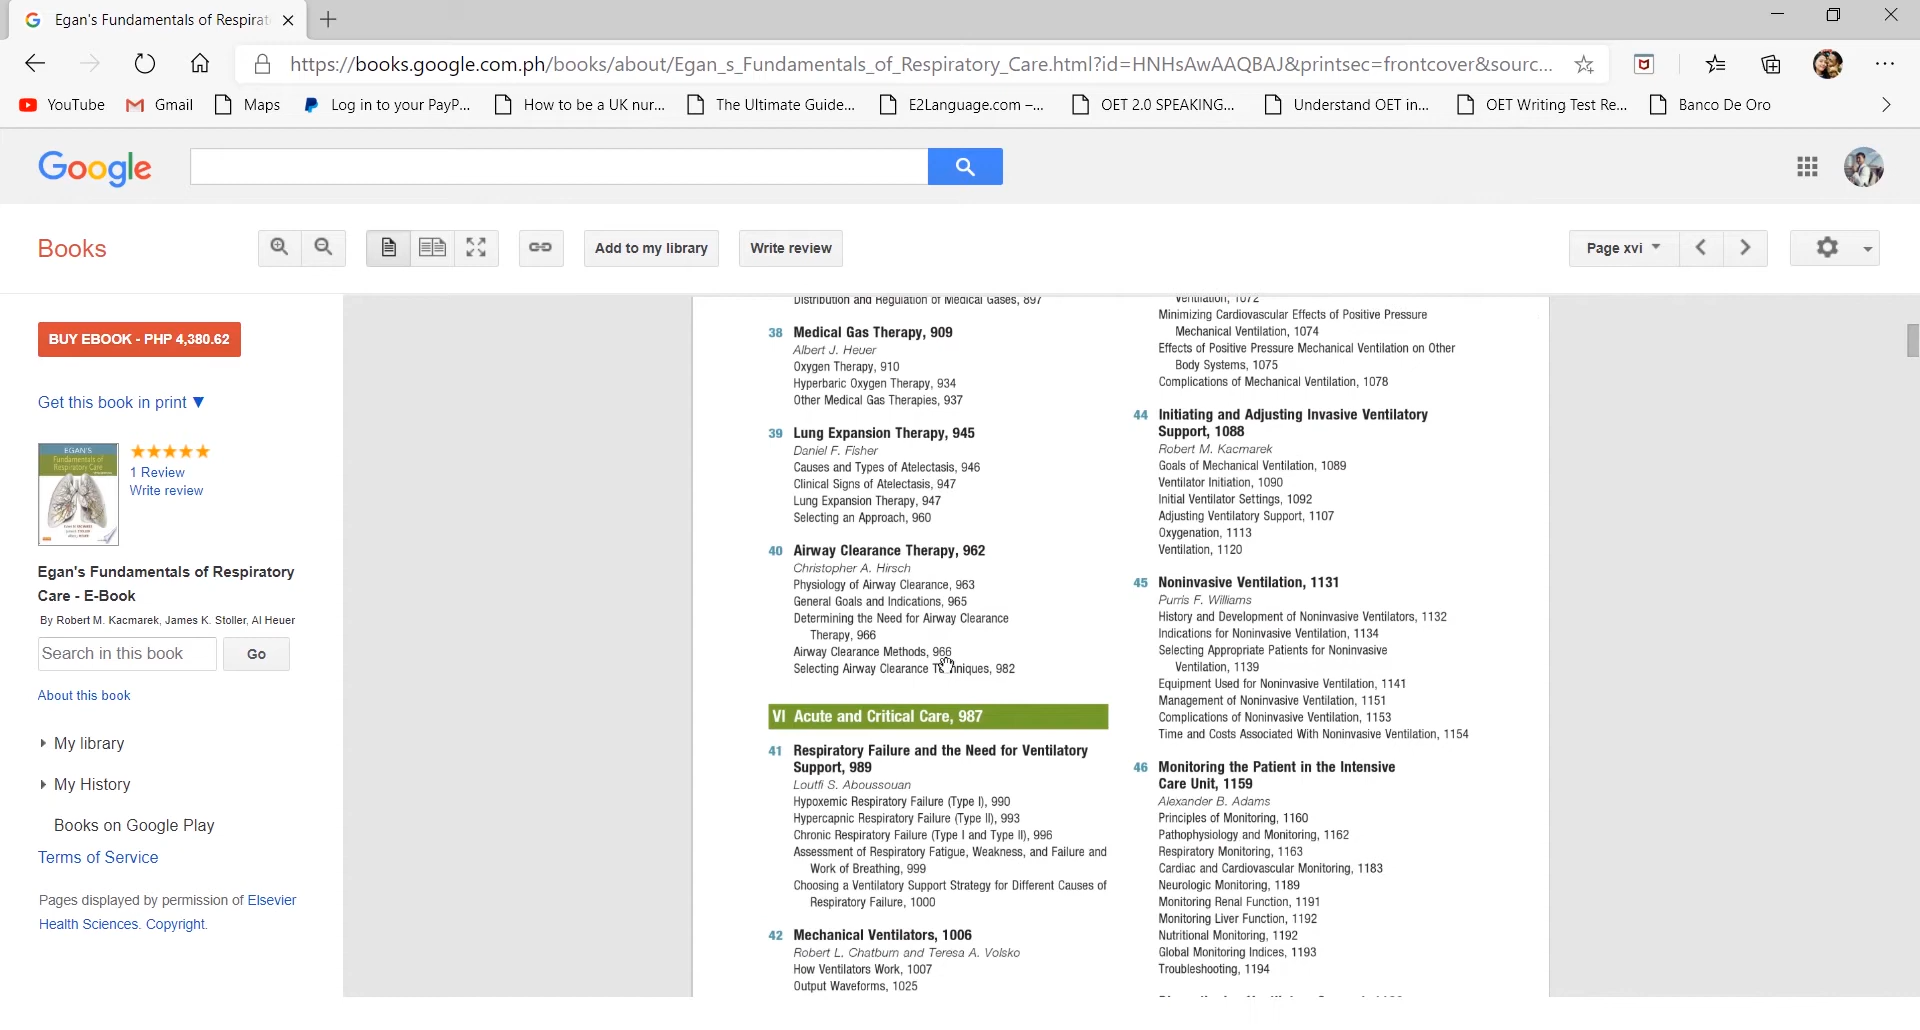 Egan's Fundamentals of Respirat
https://books.google.com.ph/books/about/Egan_s_Fundamentals_of_Respiratory_Care.html?id=HNHsAwAAQBAJ&printsec=frontcover&sourc...
YouTube
Gmail
Maps
Log in to your PayP...
How to be a UK nur...
The Ultimate Guide...
E2Language.com –...
OET 2.0 SPEAKING...
Understand OET in...
OET Writing Test Re...
Banco De Oro
Google
Books
Add to my library
Write review
Page xvi
BUY EBOOK - PHP 4,380.62
Get this book in print ▼
EGAN'S
Fundamentals of
Respiratory Care
1 Review
Write review
Egan's Fundamentals of Respiratory
Care - E-Book
By Robert M. Kacmarek, James K. Stoller, Al Heuer
Search in this book
Go
About this book
My library
My History
Books on Google Play
Terms of Service
Pages displayed by permission of Elsevier
Health Sciences. Copyright.
Distribution and Regulation of Medical Gases, 897
38 Medical Gas Therapy, 909
Albert J. Heuer
Oxygen Therapy, 910
Hyperbaric Oxygen Therapy, 934
Other Medical Gas Therapies, 937
39 Lung Expansion Therapy, 945
Daniel F. Fisher
Causes and Types of Atelectasis, 946
Clinical Signs of Atelectasis, 947
Lung Expansion Therapy, 947
Selecting an Approach, 960
40 Airway Clearance Therapy, 962
Christopher A. Hirsch
Physiology of Airway Clearance, 963
General Goals and Indications, 965
Determining the Need for Airway Clearance
Therapy, 966
Airway Clearance Methods, 966
Selecting Airway Clearance Techniques, 982
VI Acute and Critical Care, 987
41 Respiratory Failure and the Need for Ventilatory
Support, 989
Loutfi S. Aboussouan
Hypoxemic Respiratory Failure (Type I), 990
Hypercapnic Respiratory Failure (Type II), 993
Chronic Respiratory Failure (Type I and Type II), 996
Assessment of Respiratory Fatigue, Weakness, and Failure and
Work of Breathing, 999
Choosing a Ventilatory Support Strategy for Different Causes of
Respiratory Failure, 1000
42 Mechanical Ventilators, 1006
Robert L. Chatburn and Teresa A. Volsko
How Ventilators Work, 1007
Output Waveforms, 1025
Ventilation, 1072
Minimizing Cardiovascular Effects of Positive Pressure
Mechanical Ventilation, 1074
Effects of Positive Pressure Mechanical Ventilation on Other
Body Systems, 1075
Complications of Mechanical Ventilation, 1078
44 Initiating and Adjusting Invasive Ventilatory
Support, 1088
Robert M. Kacmarek
Goals of Mechanical Ventilation, 1089
Ventilator Initiation, 1090
Initial Ventilator Settings, 1092
Adjusting Ventilatory Support, 1107
Oxygenation, 1113
Ventilation, 1120
45 Noninvasive Ventilation, 1131
Purris F. Williams
History and Development of Noninvasive Ventilators, 1132
Indications for Noninvasive Ventilation, 1134
Selecting Appropriate Patients for Noninvasive
Ventilation, 1139
Equipment Used for Noninvasive Ventilation, 1141
Management of Noninvasive Ventilation, 1151
Complications of Noninvasive Ventilation, 1153
Time and Costs Associated With Noninvasive Ventilation, 1154
46 Monitoring the Patient in the Intensive
Care Unit, 1159
Alexander B. Adams
Principles of Monitoring, 1160
Pathophysiology and Monitoring, 1162
Respiratory Monitoring, 1163
Cardiac and Cardiovascular Monitoring, 1183
Neurologic Monitoring, 1189
Monitoring Renal Function, 1191
Monitoring Liver Function, 1192
Nutritional Monitoring, 1192
Global Monitoring Indices, 1193
Troubleshooting, 1194